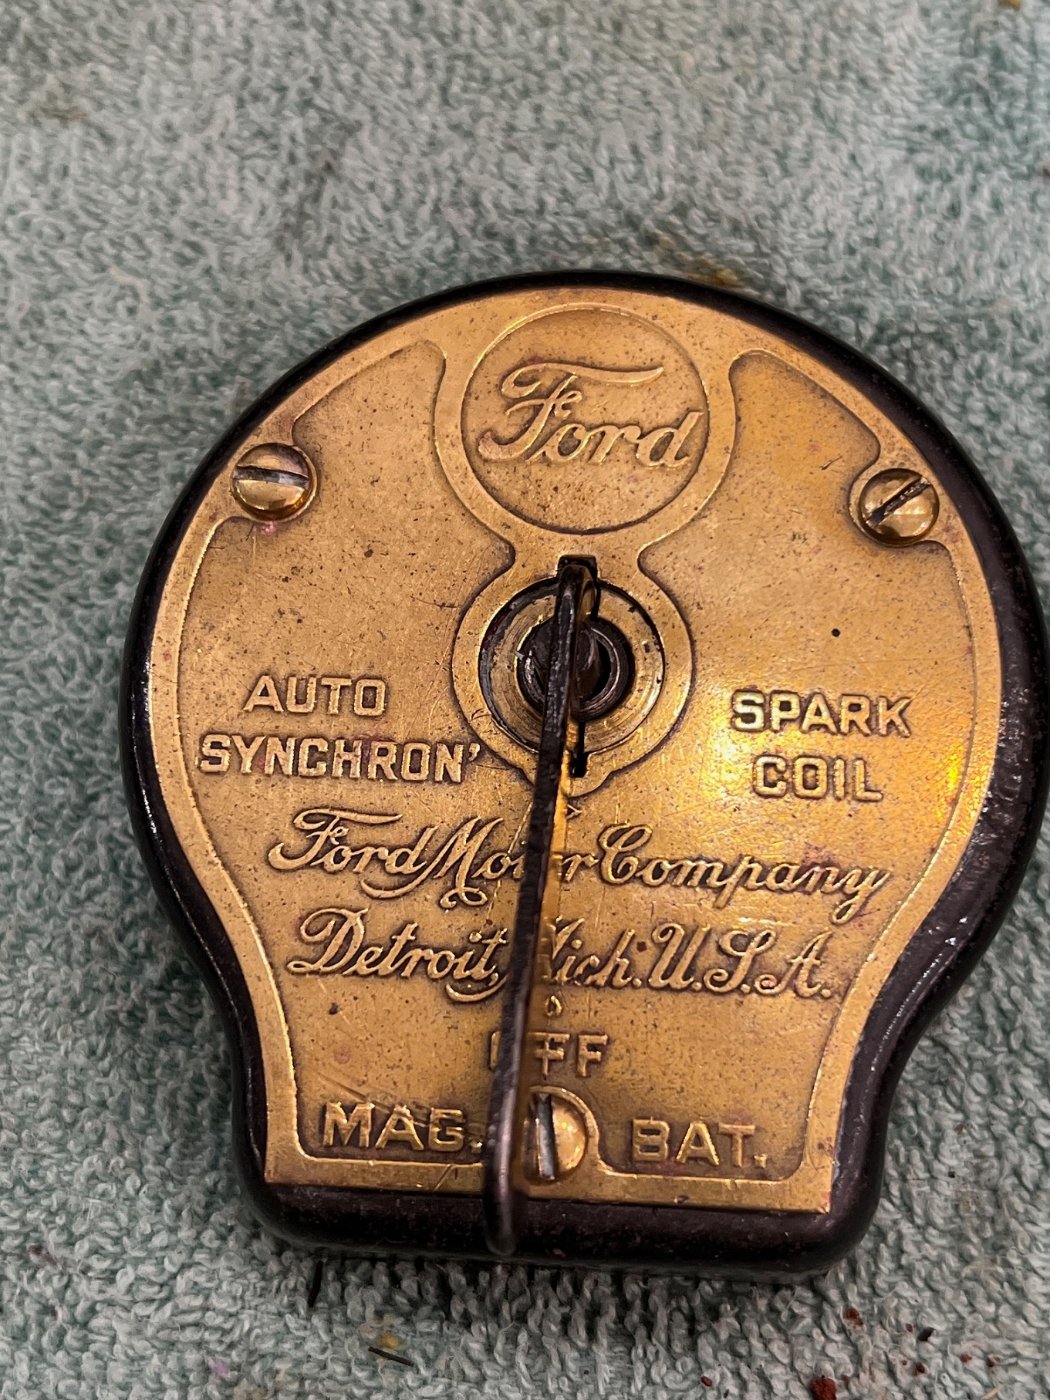 Ford
AUTO
SYNCHRON'
SPARK
COIL
Ford Motor Company
Detroit, Mich. U.S.A.
OFF
MAG.
BAT.